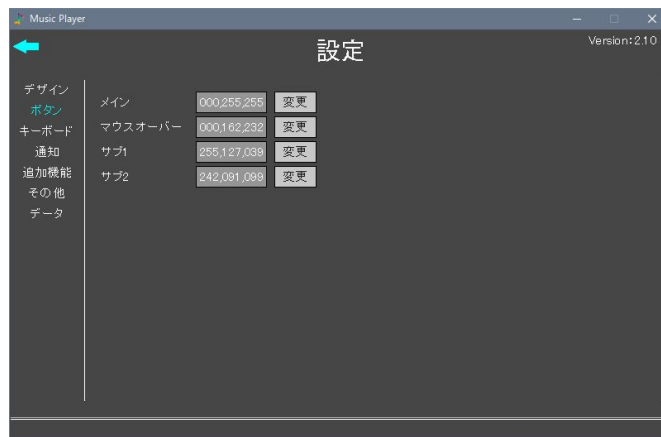 Music Player
設定
Version:2.10
デザイン
ボタン
キーボード
通知
追加機能
その他
データ
メイン 000,255,255 変更
マウスオーバー 000,162,232 変更
サブ1 255,127,039 変更
サブ2 242,091,099 変更